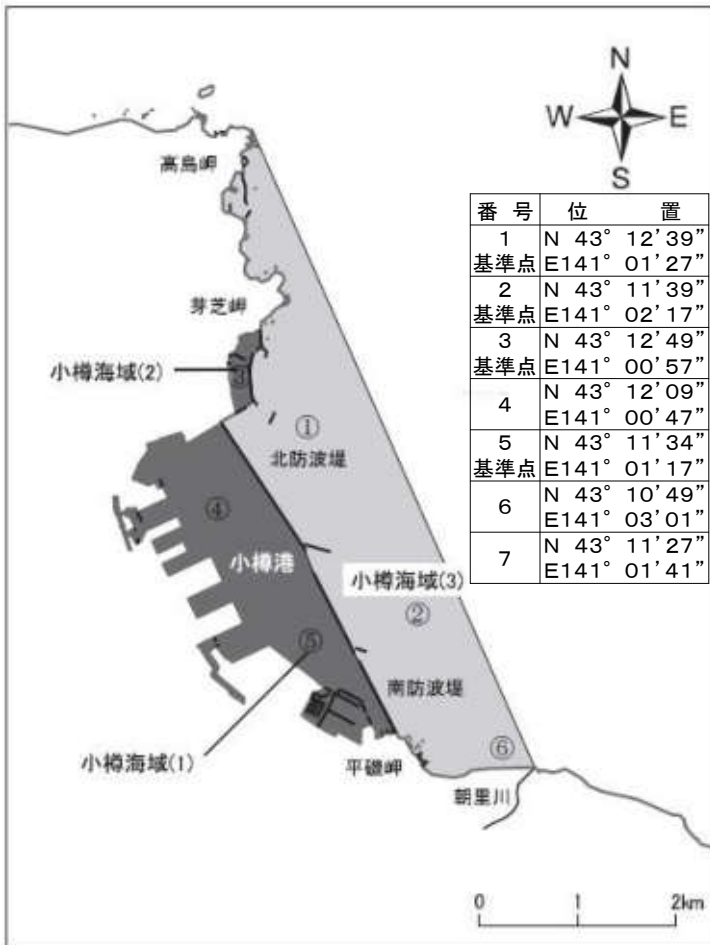 N
W E
S
高島岬
番 号 位 置
1 N 43° 12’39”
基準点 E141° 01’27”
2 N 43° 11’39”
基準点 E141° 02’17”
3 N 43° 12’49”
基準点 E141° 00’57”
4 N 43° 12’09”
E141° 00’47”
5 N 43° 11’34”
基準点 E141° 01’17”
6 N 43° 10’49”
E141° 03’01”
7 N 43° 11’27”
E141° 01’41”
茅柴岬
小樽海域(2)
③
①
北防波堤
④
小樽港
小樽海域(3)
②
⑤
南防波堤
⑥
小樽海域(1)
平磯岬
朝里川
0 1 2km